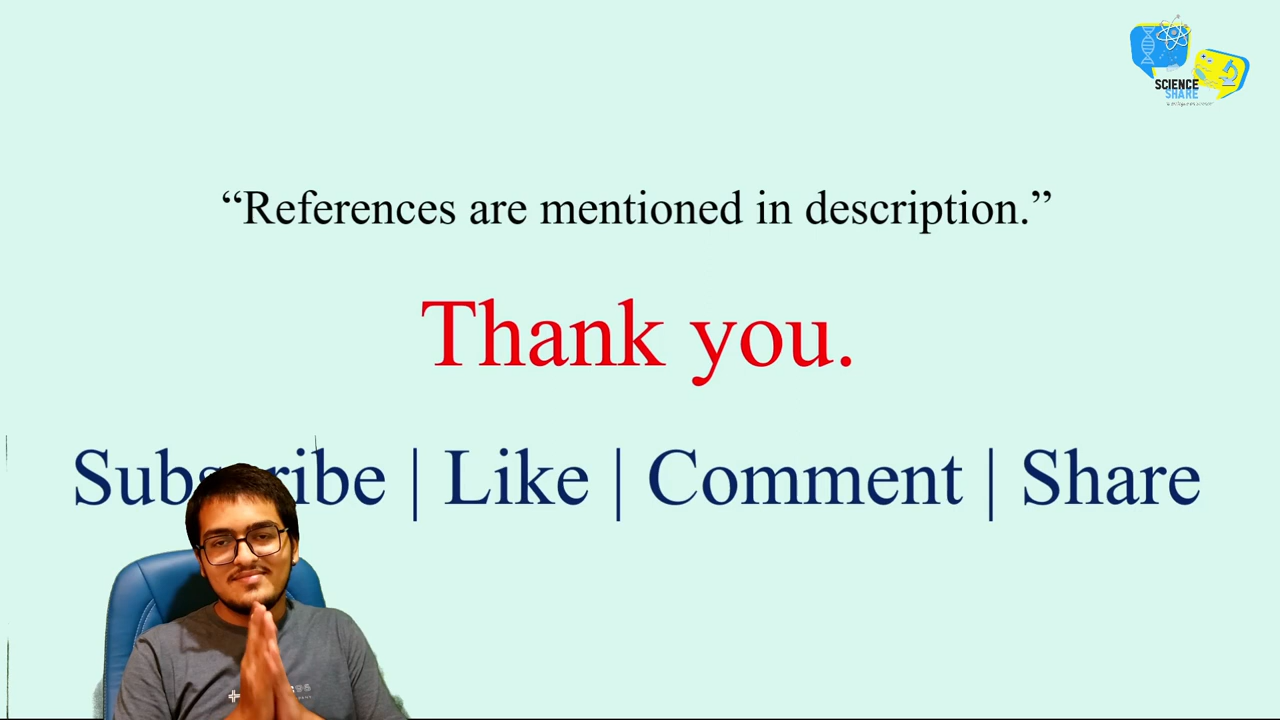 SCIENCE
SHARE
“References are mentioned in description.”
Thank you.
Subscribe | Like | Comment | Share